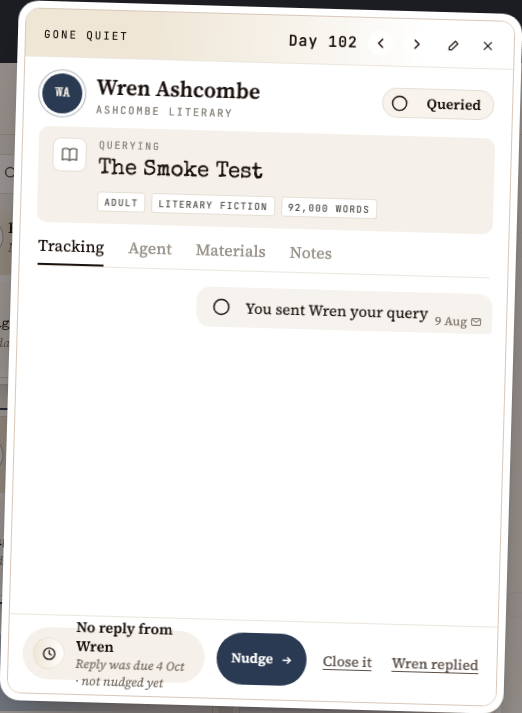 GONE QUIET
Day 102
WA
Wren Ashcombe
ASHCOMBE LITERARY
Queried
QUERYING
The Smoke Test
ADULT
LITERARY FICTION
92,000 WORDS
Tracking
Agent
Materials
Notes
You sent Wren your query
9 Aug
No reply from
Wren
Reply was due 4 Oct
· not nudged yet
Nudge →
Close it
Wren replied